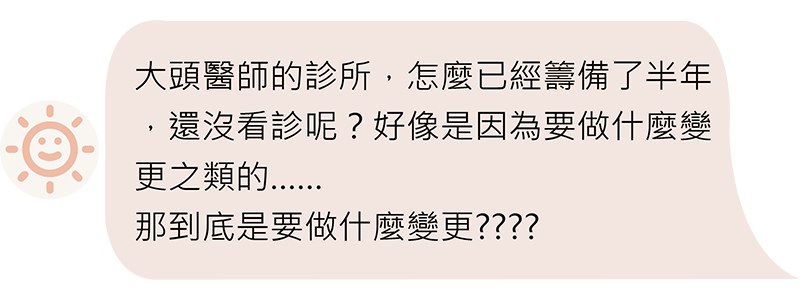 大頭醫師的診所，怎麼已經籌備了半年
，還沒看診呢？好像是因為要做什麼變
更之類的......
那到底是要做什麼變更????